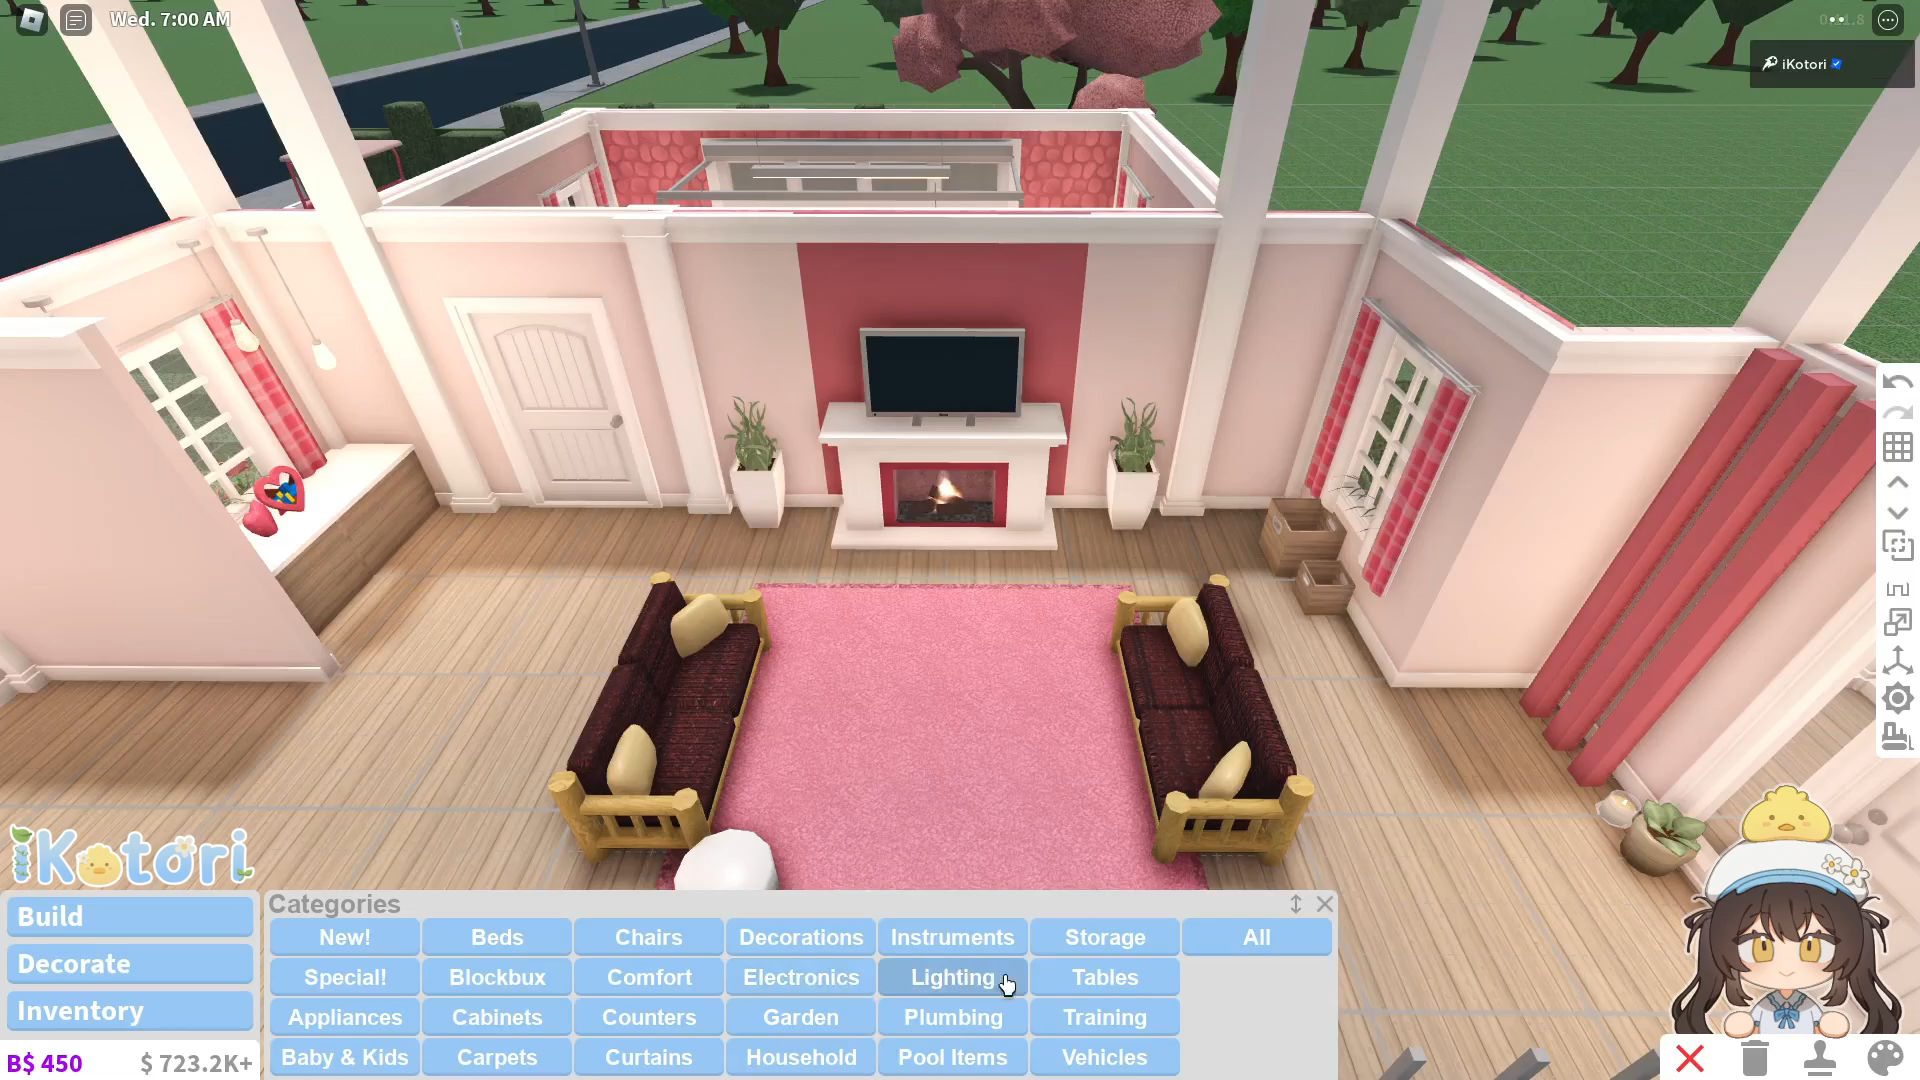 Wed. 7:00 AM
iKotori
iKotori
Build
Decorate
Inventory
B$ 450
$ 723.2K+
Categories
New!
Beds
Chairs
Decorations
Instruments
Storage
All
Special!
Blockbux
Comfort
Electronics
Lighting
Tables
Appliances
Cabinets
Counters
Garden
Plumbing
Training
Baby & Kids
Carpets
Curtains
Household
Pool Items
Vehicles